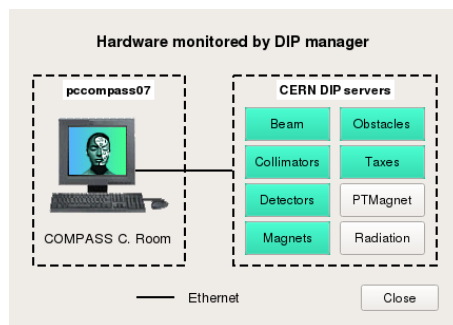 Hardware monitored by DIP manager
pccompass07
COMPASS C. Room
CERN DIP servers
Beam
Obstacles
Collimators
Taxes
Detectors
PTMagnet
Magnets
Radiation
Ethernet
Close